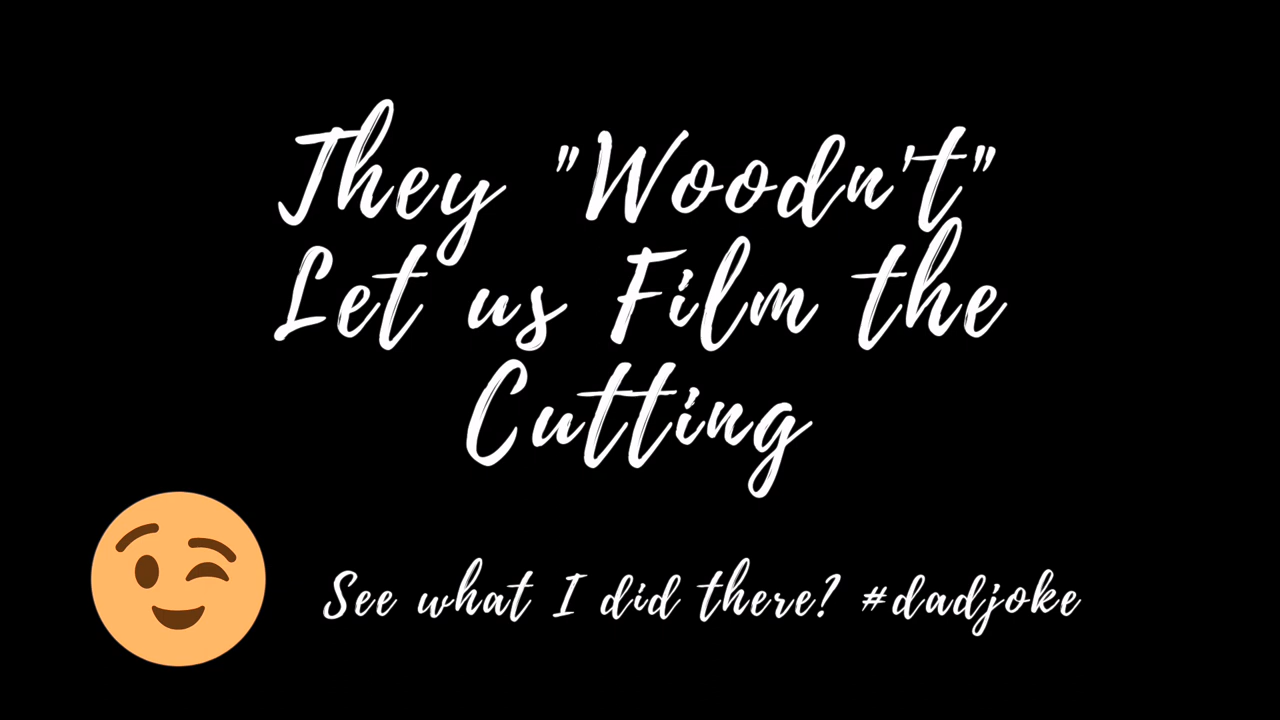 They "Woodn't"
Let us Film the
Cutting
See what I did there? #dadjoke